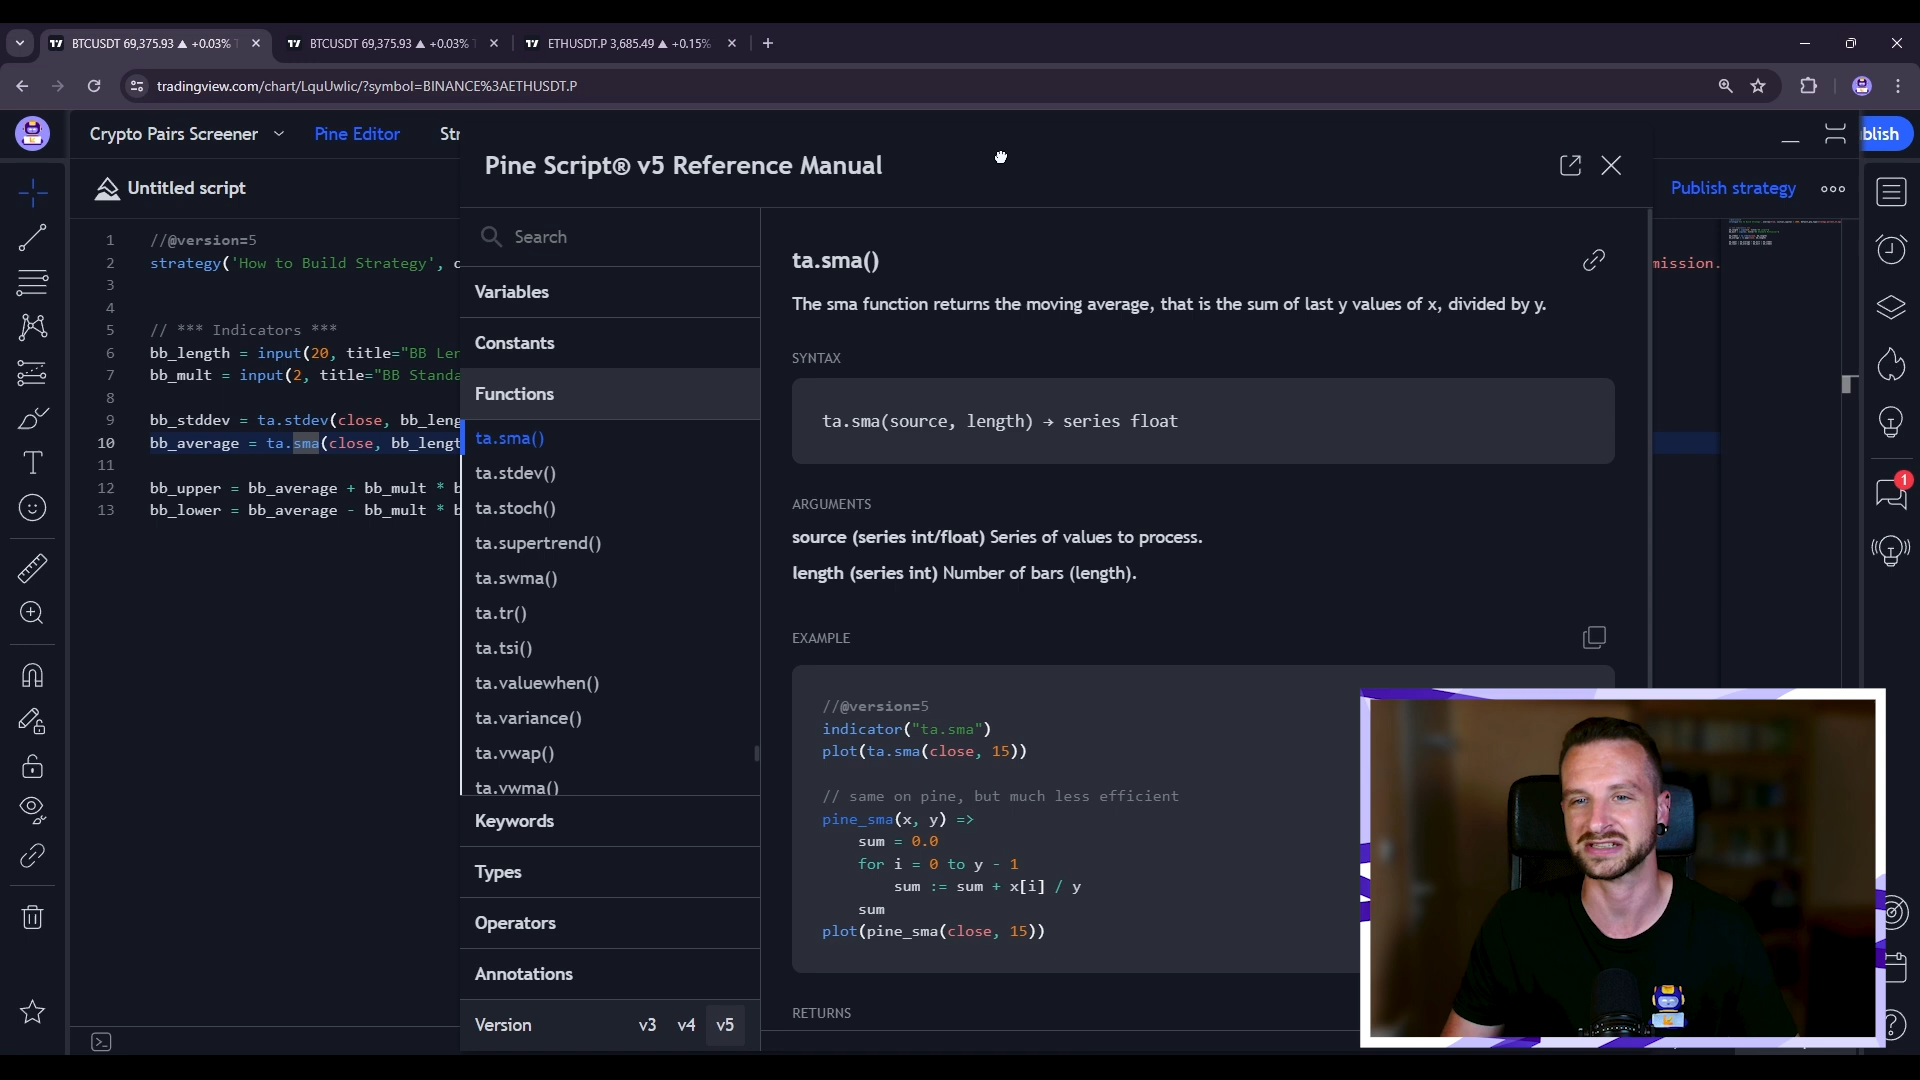 BTCUSDT 69,375.93 ▲ +0.03%
BTCUSDT 69,375.93 ▲ +0.03%
ETHUSDT.P 3,685.49 ▲ +0.15%
tradingview.com/chart/LquUwlic/?symbol=BINANCE%3AETHUSDT.P
Crypto Pairs Screener
Pine Editor
Str
blish
Untitled script
Publish strategy
1 //@version=5
2 strategy('How to Build Strategy', c
mission.
3
4
5 // *** Indicators ***
6 bb_length = input(20, title="BB Len
7 bb_mult = input(2, title="BB Standa
8
9 bb_stddev = ta.stdev(close, bb_leng
10 bb_average = ta.sma(close, bb_lengt
11
12 bb_upper = bb_average + bb_mult * b
13 bb_lower = bb_average - bb_mult * b
Pine Script® v5 Reference Manual
Search
Variables
Constants
Functions
ta.sma()
ta.stdev()
ta.stoch()
ta.supertrend()
ta.swma()
ta.tr()
ta.tsi()
ta.valuewhen()
ta.variance()
ta.vwap()
ta.vwma()
Keywords
Types
Operators
Annotations
Version v3 v4 v5
ta.sma()
The sma function returns the moving average, that is the sum of last y values of x, divided by y.
SYNTAX
ta.sma(source, length) → series float
ARGUMENTS
source (series int/float) Series of values to process.
length (series int) Number of bars (length).
EXAMPLE
//@version=5
indicator("ta.sma")
plot(ta.sma(close, 15))
// same on pine, but much less efficient
pine_sma(x, y) =>
sum = 0.0
for i = 0 to y - 1
sum := sum + x[i] / y
sum
plot(pine_sma(close, 15))
RETURNS
1